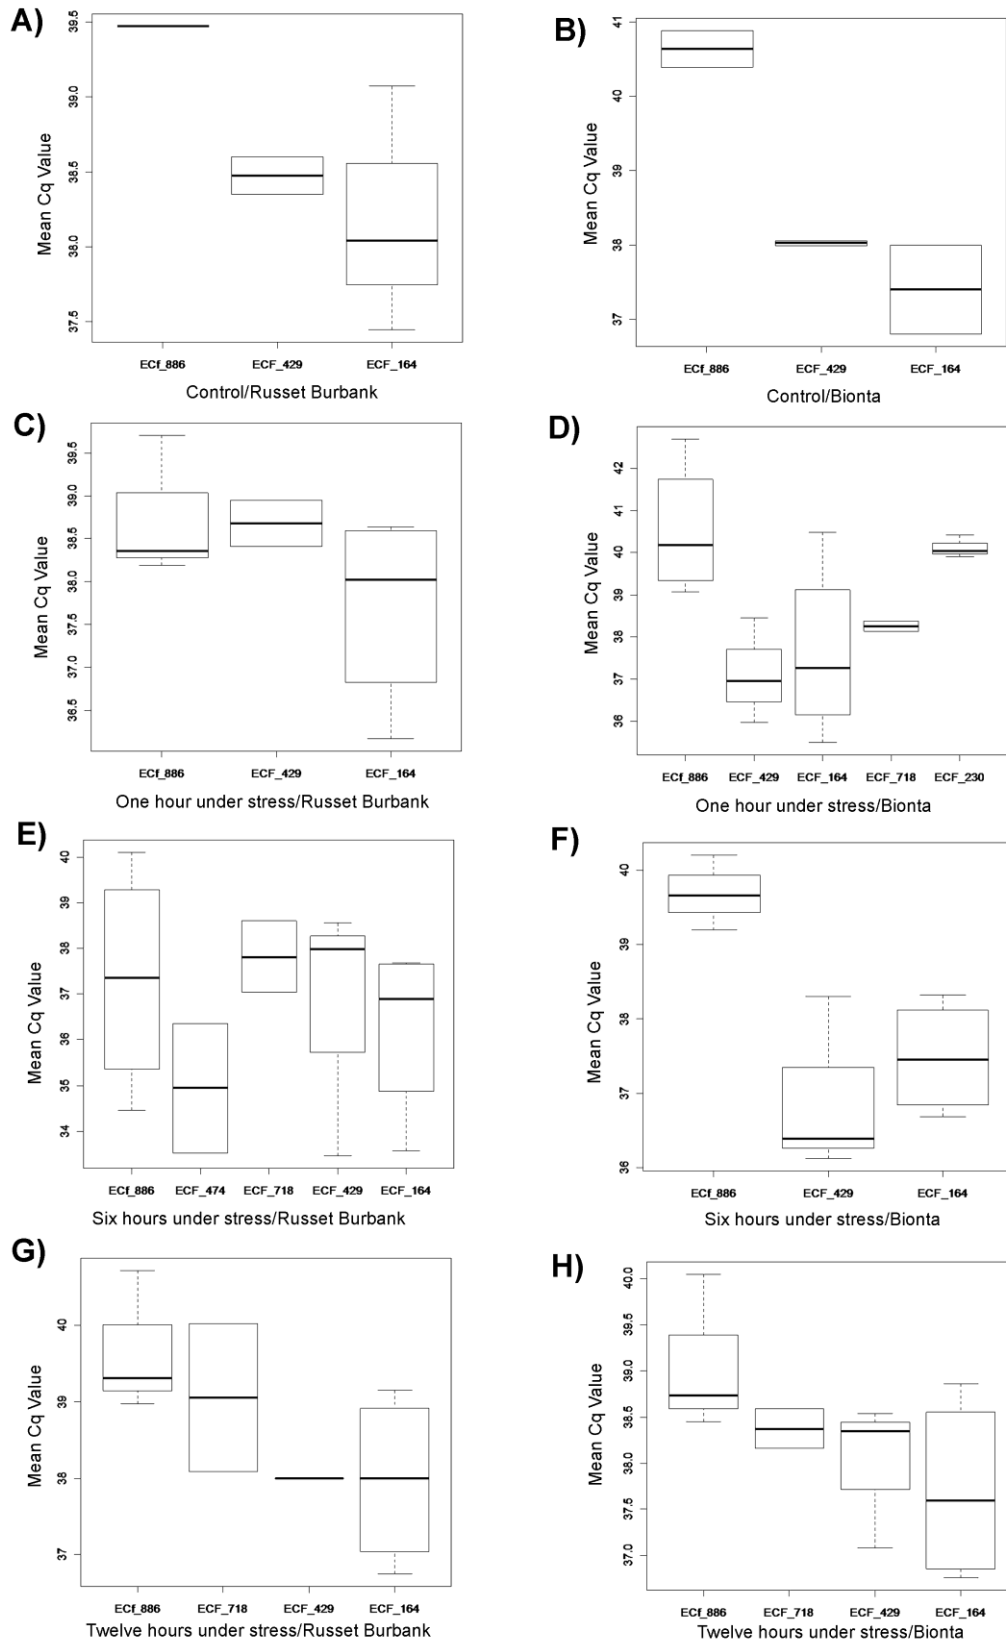 A)
Mean Cq Value
39.5
39.0
38.5
38.0
37.5
ECf_886 ECF_429 ECF_164
Control/Russet Burbank
B)
Mean Cq Value
41
40
39
38
37
ECf_886 ECF_429 ECF_164
Control/Bionta
C)
Mean Cq Value
39.5
39.0
38.5
38.0
37.5
37.0
36.5
ECf_886 ECF_429 ECF_164
One hour under stress/Russet Burbank
D)
Mean Cq Value
42
41
40
39
38
37
36
ECf_886 ECF_429 ECF_164 ECF_718 ECF_230
One hour under stress/Bionta
E)
Mean Cq Value
40
39
38
37
36
35
34
ECf_886 ECF_474 ECF_718 ECF_429 ECF_164
Six hours under stress/Russet Burbank
F)
Mean Cq Value
40
39
38
37
36
ECf_886 ECF_429 ECF_164
Six hours under stress/Bionta
G)
Mean Cq Value
40
39
38
37
ECf_886 ECF_718 ECF_429 ECF_164
Twelve hours under stress/Russet Burbank
H)
Mean Cq Value
40.0
39.5
39.0
38.5
38.0
37.5
37.0
ECf_886 ECF_718 ECF_429 ECF_164
Twelve hours under stress/Bionta